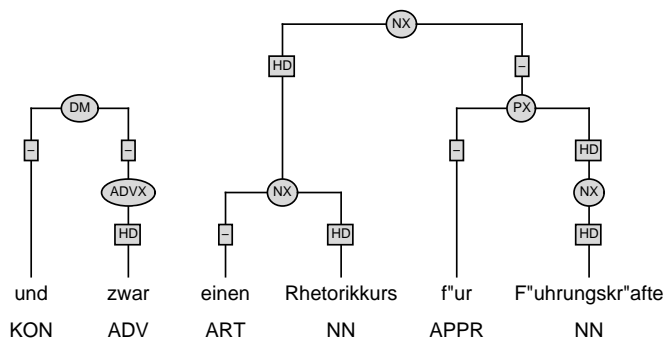 NX
HD –
DM PX
– – – HD
ADVX NX NX
HD – HD HD
und zwar einen Rhetorikkurs f"ur F"uhrungskr"afte
KON ADV ART NN APPR NN